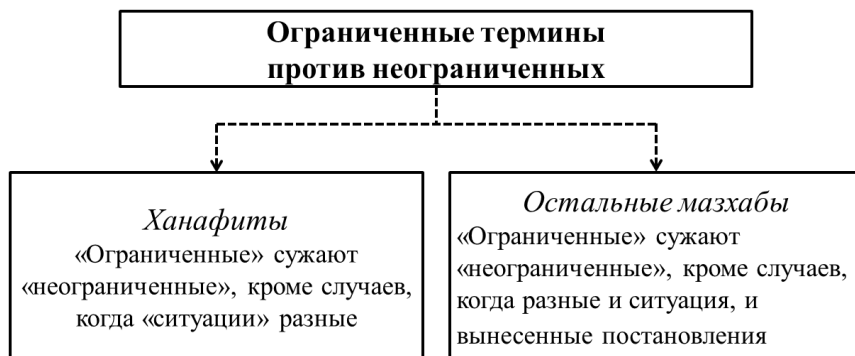 Ограниченные термины
против неограниченных
Ханафиты
«Ограниченные» сужают
«неограниченные», кроме случаев,
когда «ситуации» разные
Остальные мазхабы
«Ограниченные» сужают
«неограниченные», кроме случаев,
когда разные и ситуация, и
вынесенные постановления